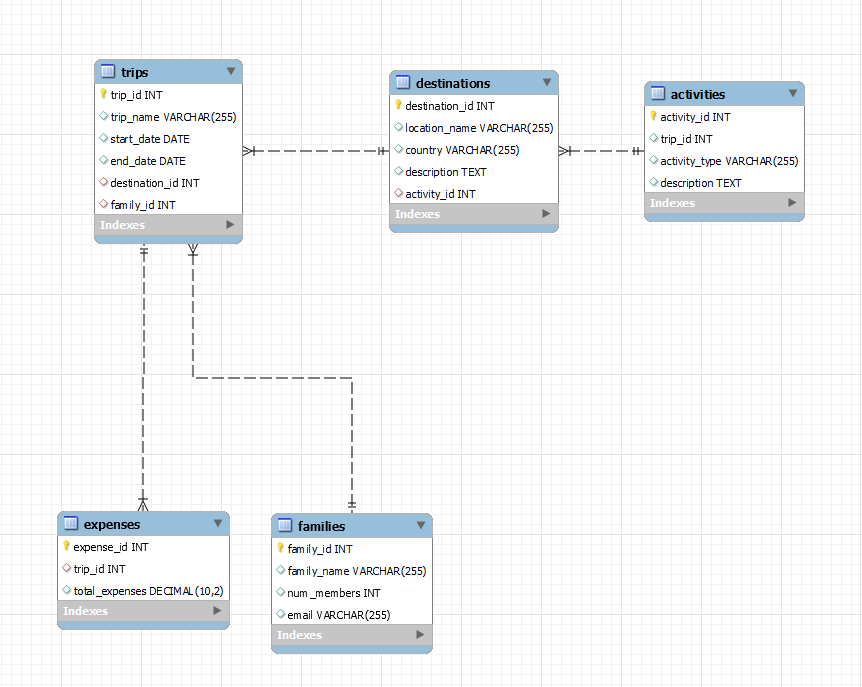 trips
trip_id INT
trip_name VARCHAR(255)
start_date DATE
end_date DATE
destination_id INT
family_id INT
Indexes
destinations
destination_id INT
location_name VARCHAR(255)
country VARCHAR(255)
description TEXT
activity_id INT
Indexes
activities
activity_id INT
trip_id INT
activity_type VARCHAR(255)
description TEXT
Indexes
expenses
expense_id INT
trip_id INT
total_expenses DECIMAL(10,2)
Indexes
families
family_id INT
family_name VARCHAR(255)
num_members INT
email VARCHAR(255)
Indexes